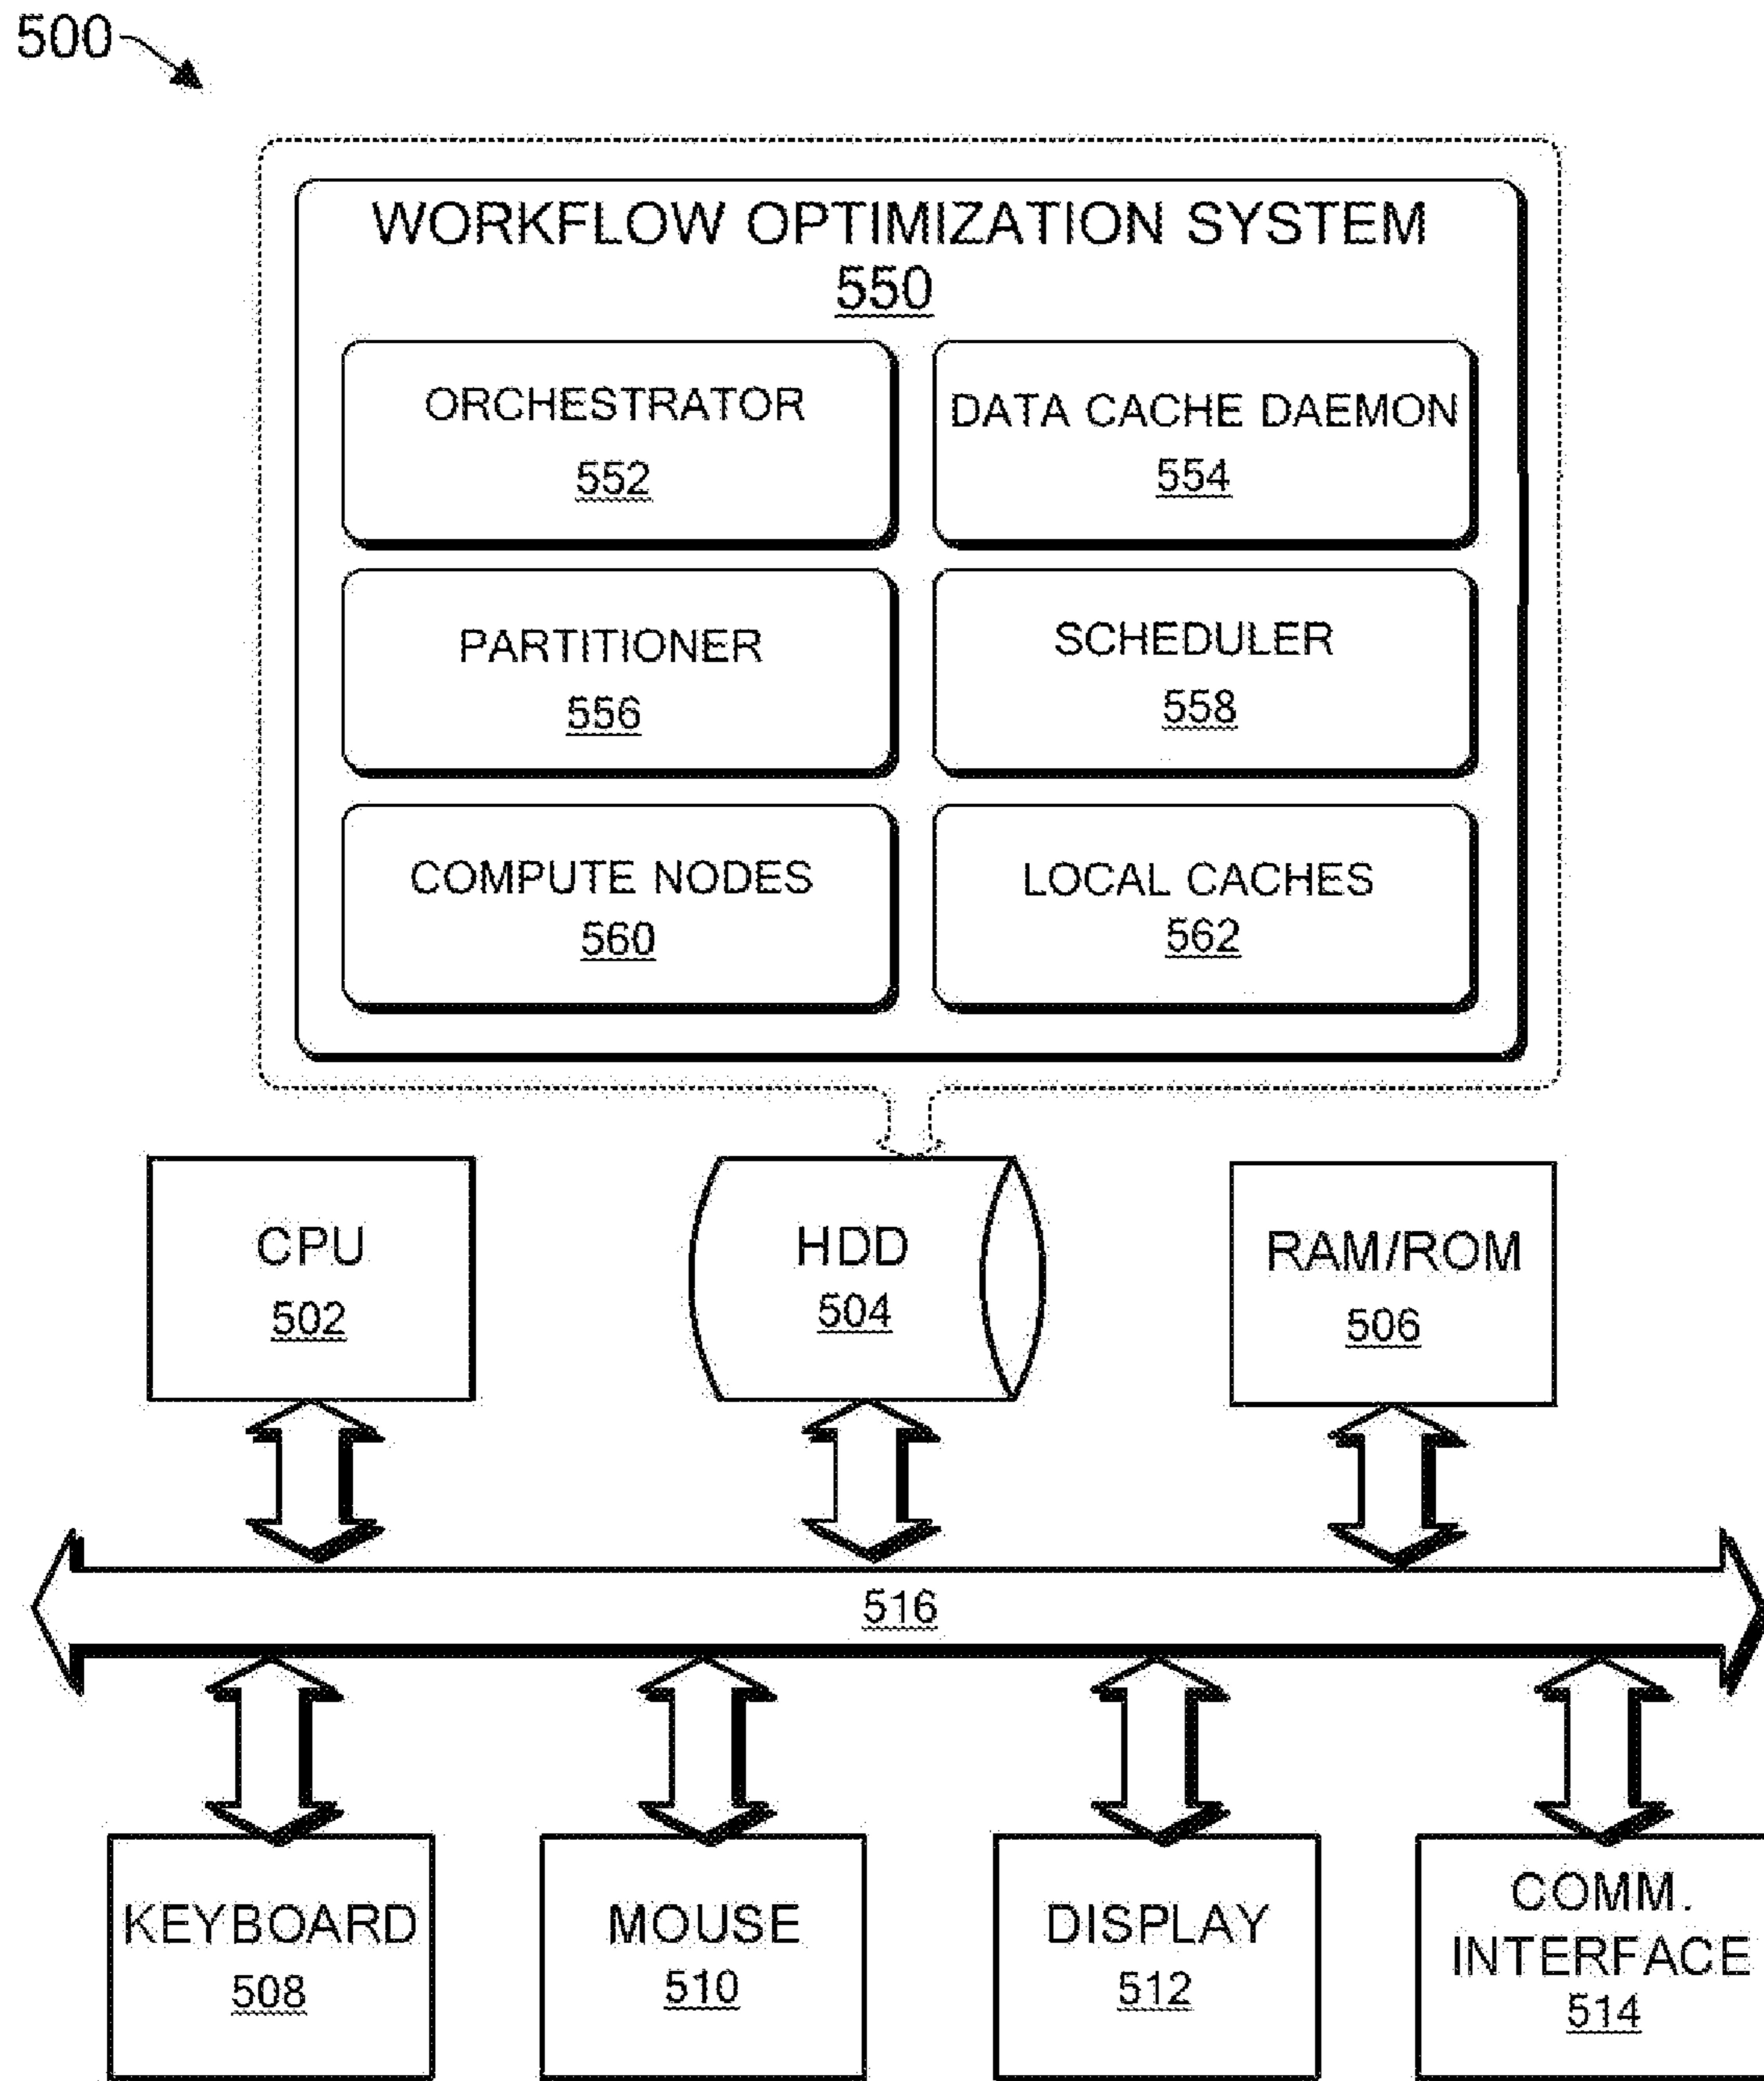 500
WORKFLOW OPTIMIZATION SYSTEM
550
ORCHESTRATOR
552
DATA CACHE DAEMON
554
PARTITIONER
556
SCHEDULER
558
COMPUTE NODES
560
LOCAL CACHES
562
CPU
502
HDD
504
RAM/ROM
506
516
KEYBOARD
508
MOUSE
510
DISPLAY
512
COMM.
INTERFACE
514